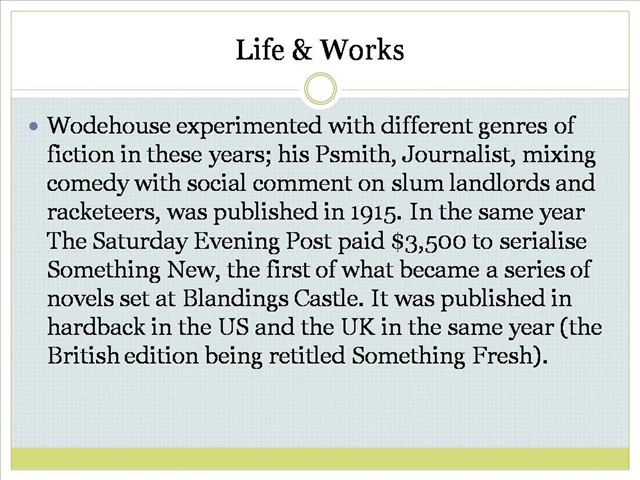 Life & Works
• Wodehouse experimented with different genres of
fiction in these years; his Psmith, Journalist, mixing
comedy with social comment on slum landlords and
racketeers, was published in 1915. In the same year
The Saturday Evening Post paid $3,500 to serialise
Something New, the first of what became a series of
novels set at Blandings Castle. It was published in
hardback in the US and the UK in the same year (the
British edition being retitled Something Fresh).